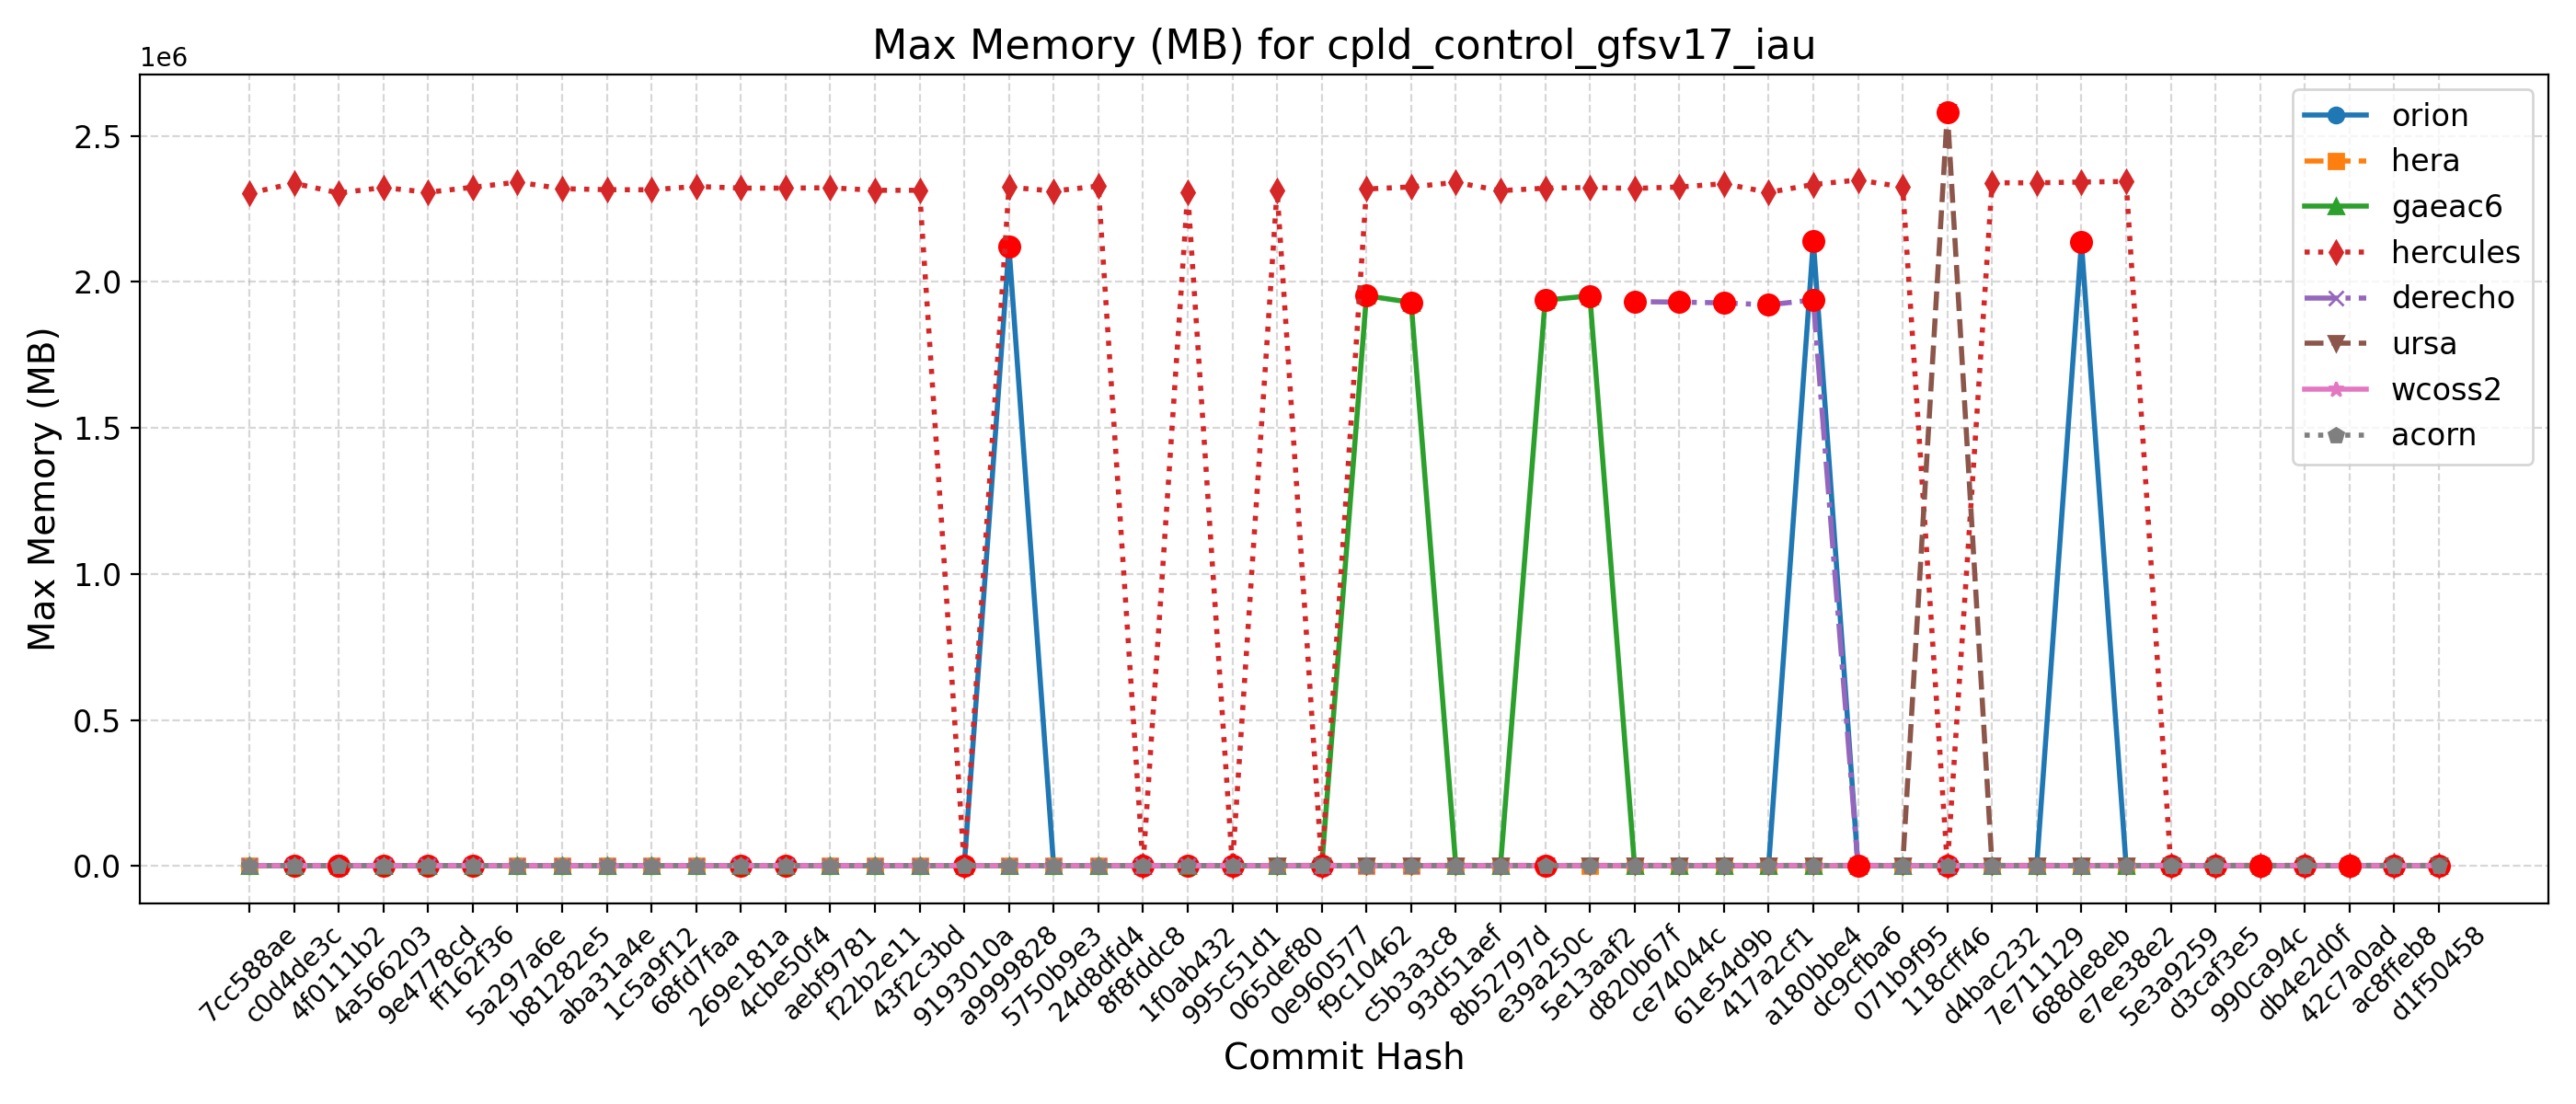 Max Memory (MB) for cpld_control_gfsv17_iau
1e6
2.5
2.0
1.5
1.0
0.5
0.0
Max Memory (MB)
orion
hera
gaeac6
hercules
derecho
ursa
wcoss2
acorn
7cc588ae
c0d4de3c
4f0111b2
4a566203
9e4778cd
ff162f36
5a297a6e
b81282e5
aba31a4e
1c5a9f12
68fd7faa
269e181a
4cbe50f4
aebf9781
f22b2e11
43f2c3bd
9193010a
a9999828
5750b9e3
24d8dfd4
8f8fddc8
1f0ab432
995c51d1
065def80
0e960577
f9c10462
c5b3a3c8
93d51aef
8b52797d
e39a250c
5e13aaf2
d820b67f
ce74044c
61e54d9b
417a2cf1
a180bbe4
dc9cfba6
071b9f95
118cff46
d4bac232
7e711129
688de8eb
e7ee38e2
5e3a9259
d3caf3e5
990ca94c
db4e2d0f
42c7a0ad
ac8ffeb8
d1f50458
Commit Hash